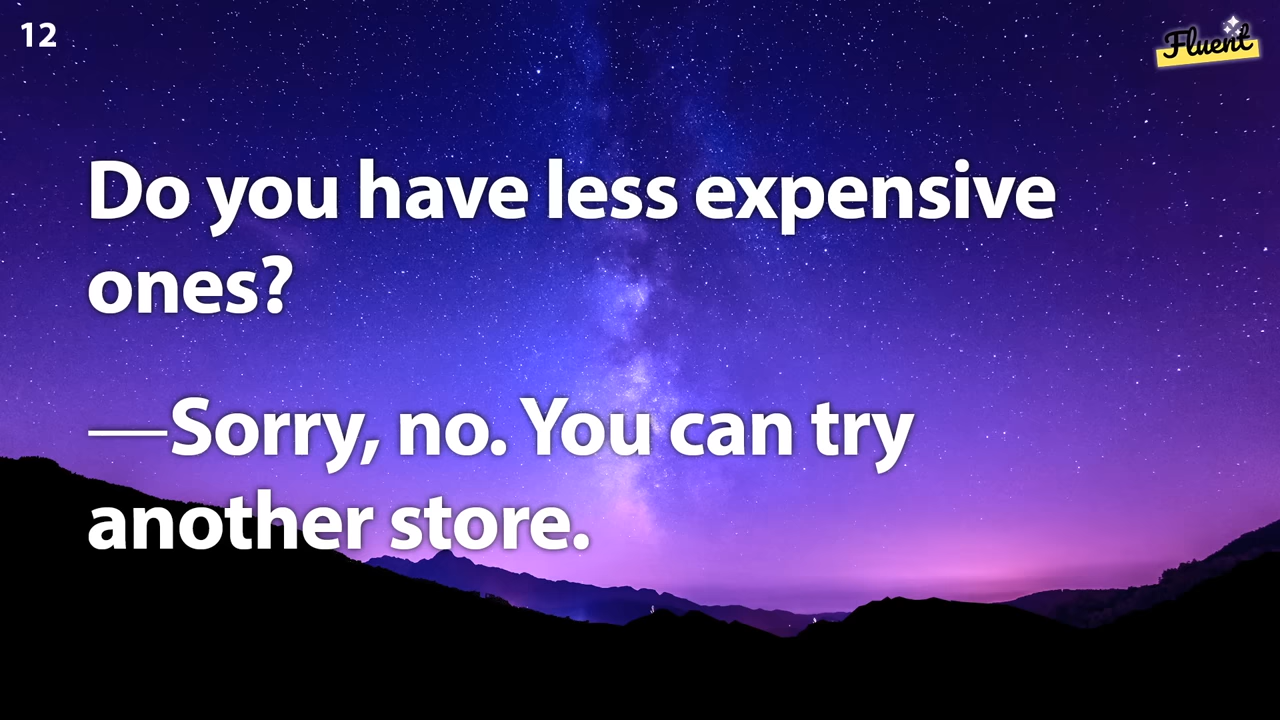 12
Fluent
Do you have less expensive
ones?
—Sorry, no. You can try
another store.